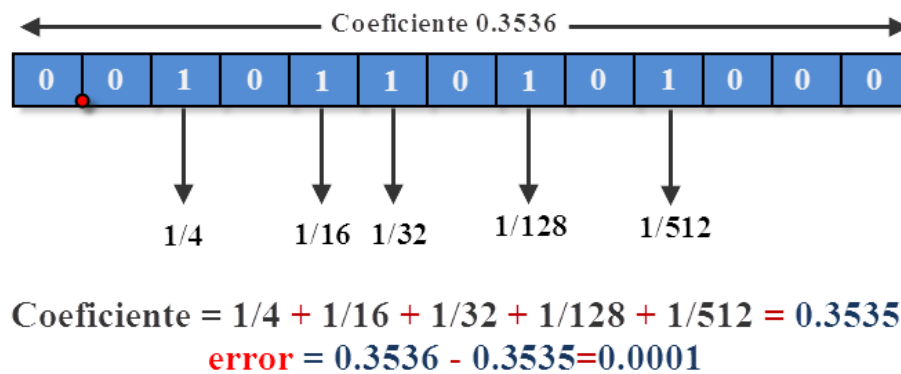 Coeficiente 0.3536
0 0 1 0 1 1 0 1 0 1 0 0 0
1/4 1/16 1/32 1/128 1/512
Coeficiente = 1/4 + 1/16 + 1/32 + 1/128 + 1/512 = 0.3535
error = 0.3536 - 0.3535=0.0001